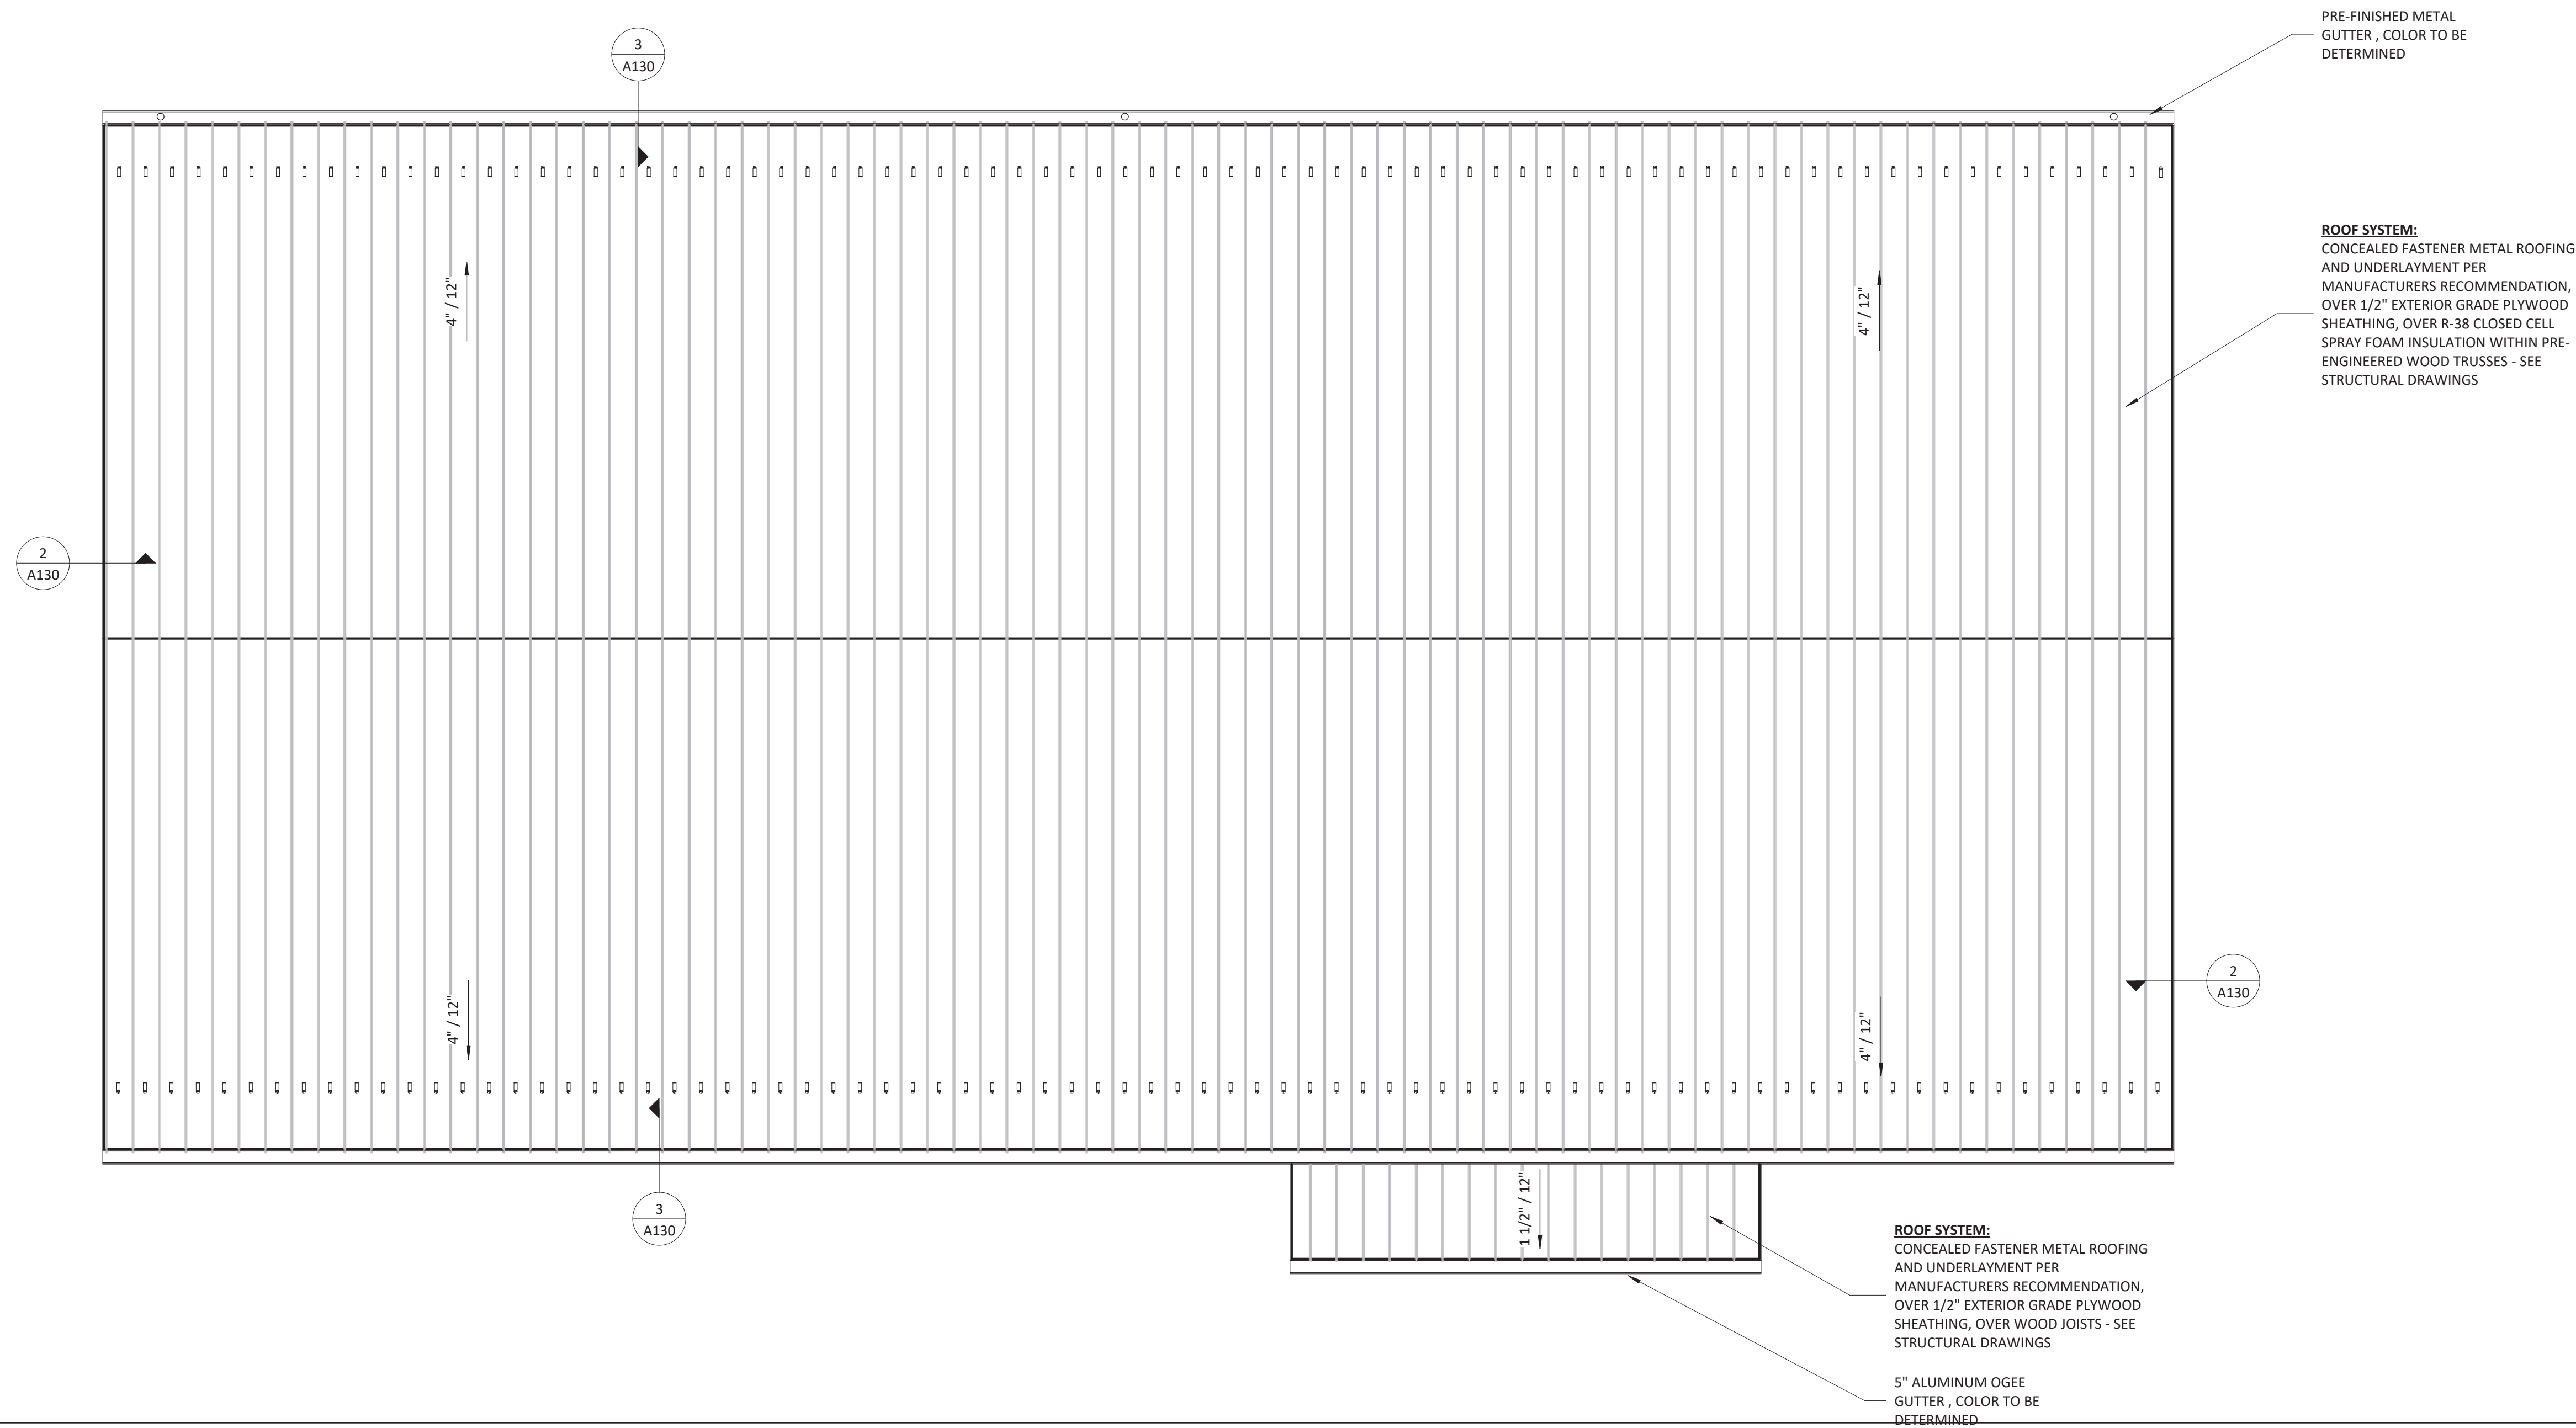 PRE-FINISHED METAL
GUTTER , COLOR TO BE
DETERMINED
3
A130
ROOF SYSTEM:
CONCEALED FASTENER METAL ROOFING
AND UNDERLAYMENT PER
MANUFACTURERS RECOMMENDATION,
OVER 1/2" EXTERIOR GRADE PLYWOOD
SHEATHING, OVER R-38 CLOSED CELL
SPRAY FOAM INSULATION WITHIN PRE-
ENGINEERED WOOD TRUSSES - SEE
STRUCTURAL DRAWINGS
4" / 12"
4" / 12"
2
A130
2
A130
4" / 12"
4" / 12"
3
A130
1 1/2" / 12"
ROOF SYSTEM:
CONCEALED FASTENER METAL ROOFING
AND UNDERLAYMENT PER
MANUFACTURERS RECOMMENDATION,
OVER 1/2" EXTERIOR GRADE PLYWOOD
SHEATHING, OVER WOOD JOISTS - SEE
STRUCTURAL DRAWINGS
5" ALUMINUM OGEE
GUTTER , COLOR TO BE
DETERMINED